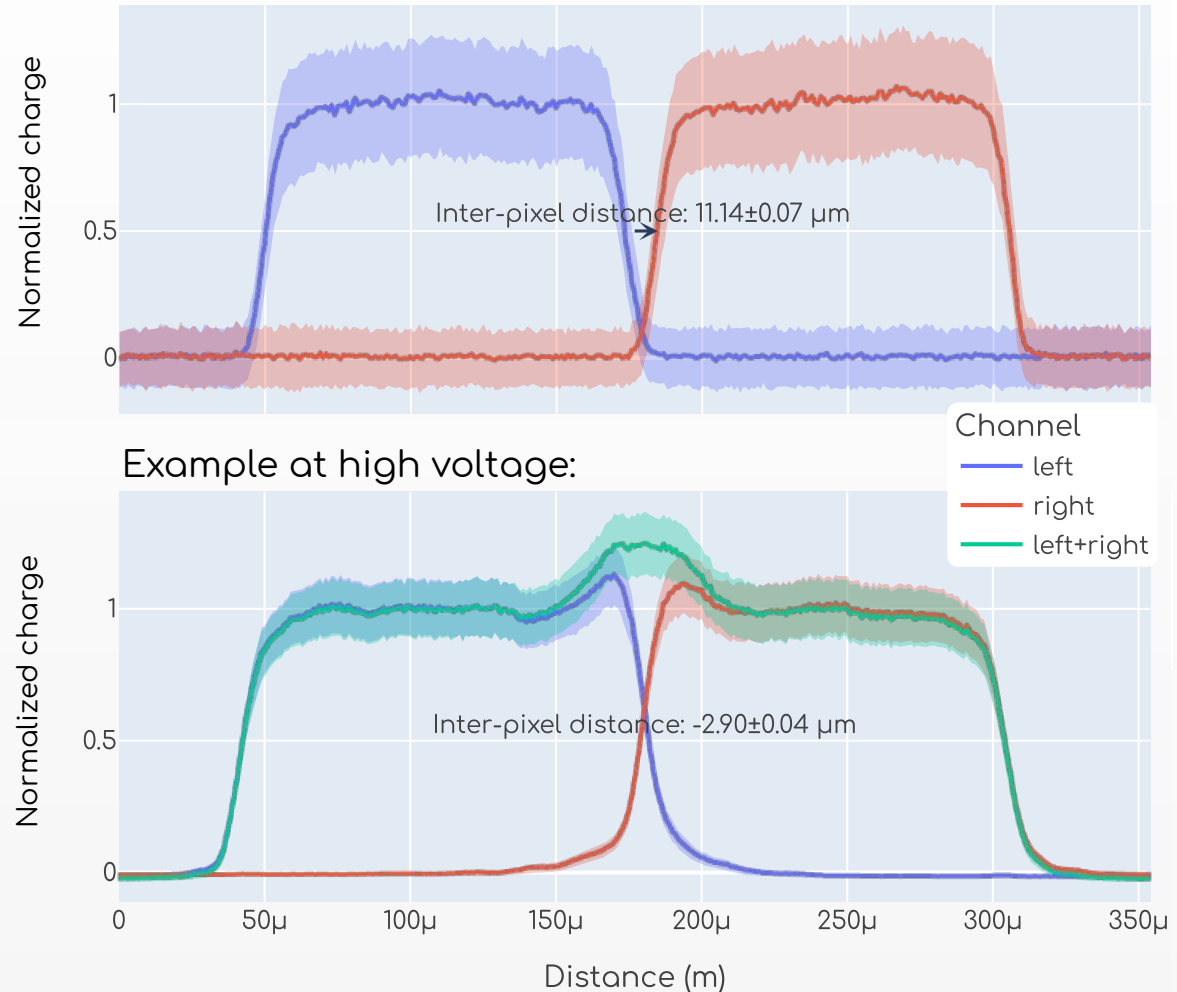 Normalized charge
1
0.5
0
Inter-pixel distance: 11.14±0.07 µm
Example at high voltage:
Channel
left
right
left+right
Normalized charge
1
0.5
0
Inter-pixel distance: -2.90±0.04 µm
0 50µ 100µ 150µ 200µ 250µ 300µ 350µ
Distance (m)